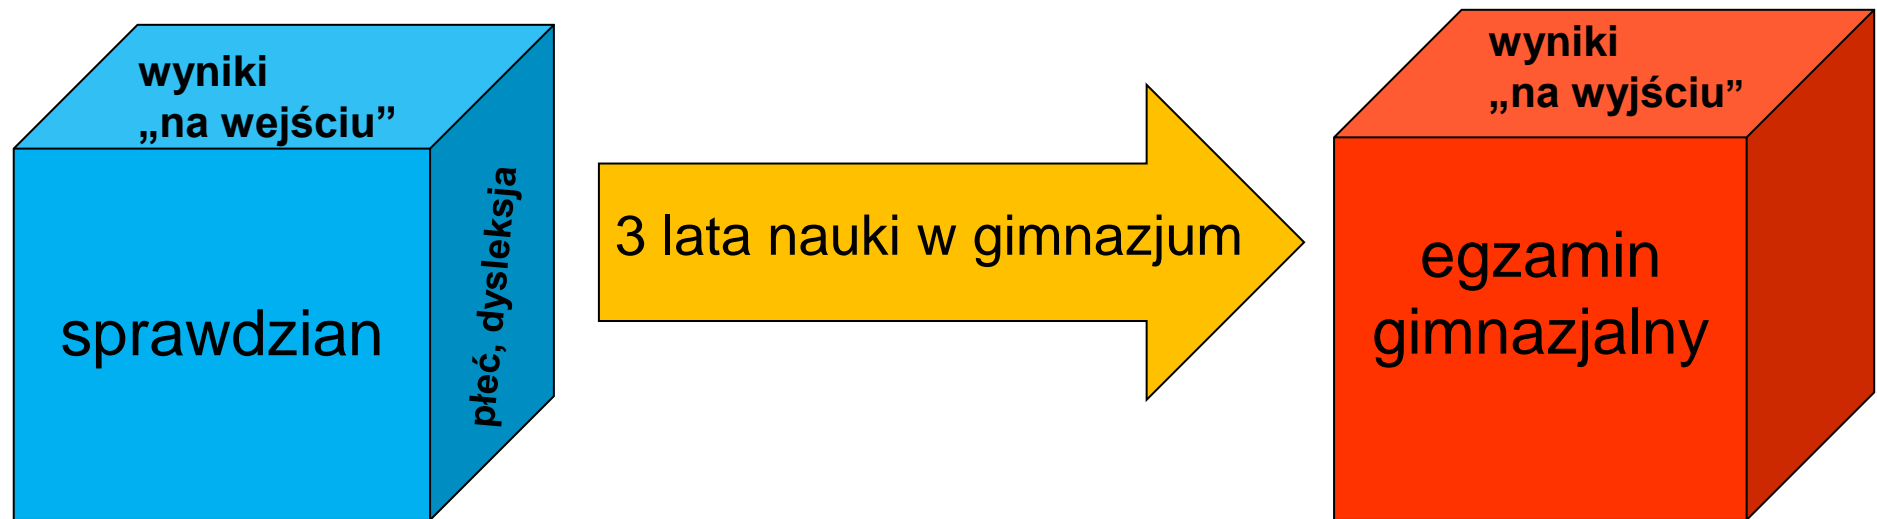 wyniki
„na wejściu”
sprawdzian
płeć, dysleksja
3 lata nauki w gimnazjum
wyniki
„na wyjściu”
egzamin
gimnazjalny